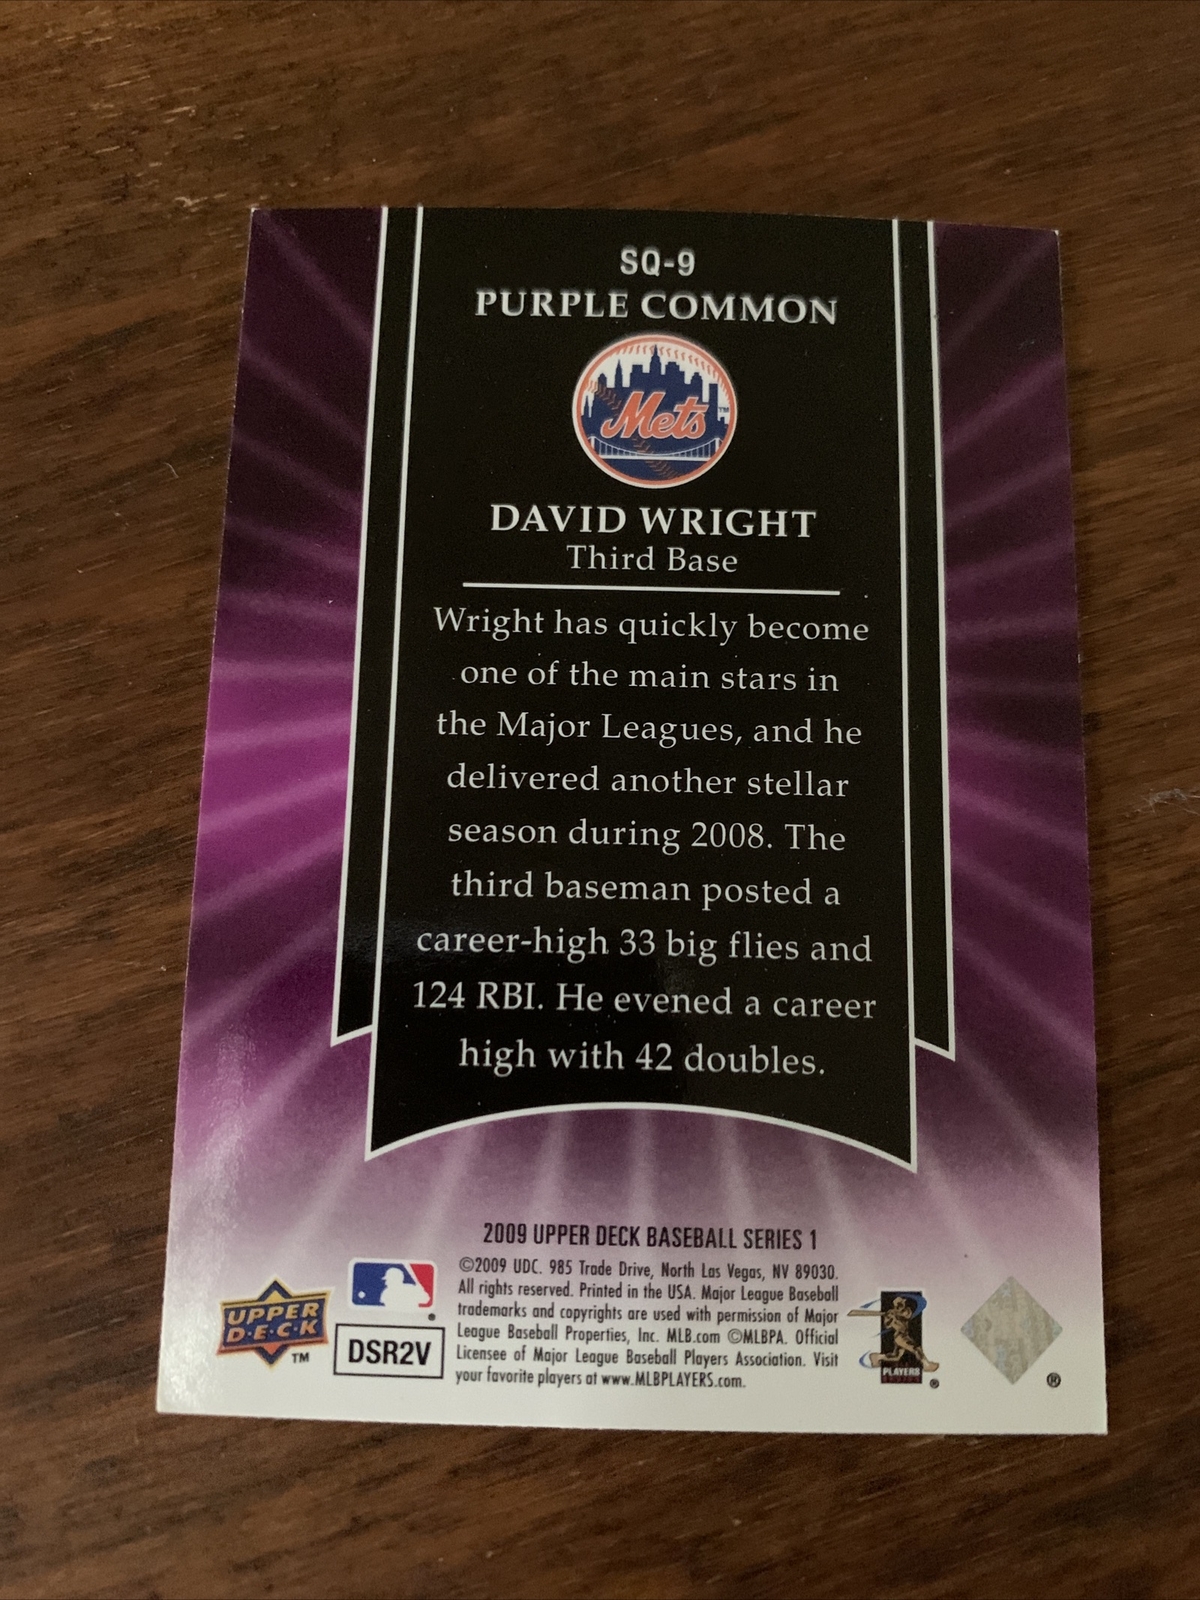 SQ-9
PURPLE COMMON
Mets
TM
DAVID WRIGHT
Third Base
Wright has quickly become
one of the main stars in
the Major Leagues, and he
delivered another stellar
season during 2008. The
third baseman posted a
career-high 33 big flies and
124 RBI. He evened a career
high with 42 doubles.
2009 UPPER DECK BASEBALL SERIES 1
©2009 UDC. 985 Trade Drive, North Las Vegas, NV 89030.
All rights reserved. Printed in the USA. Major League Baseball
trademarks and copyrights are used with permission of Major
League Baseball Properties, Inc. MLB.com ©MLBPA. Official
Licensee of Major League Baseball Players Association. Visit
your favorite players at www.MLBPLAYERS.com.
UPPER
D·E·C·K
TM
®
DSR2V
PLAYERS
®
®